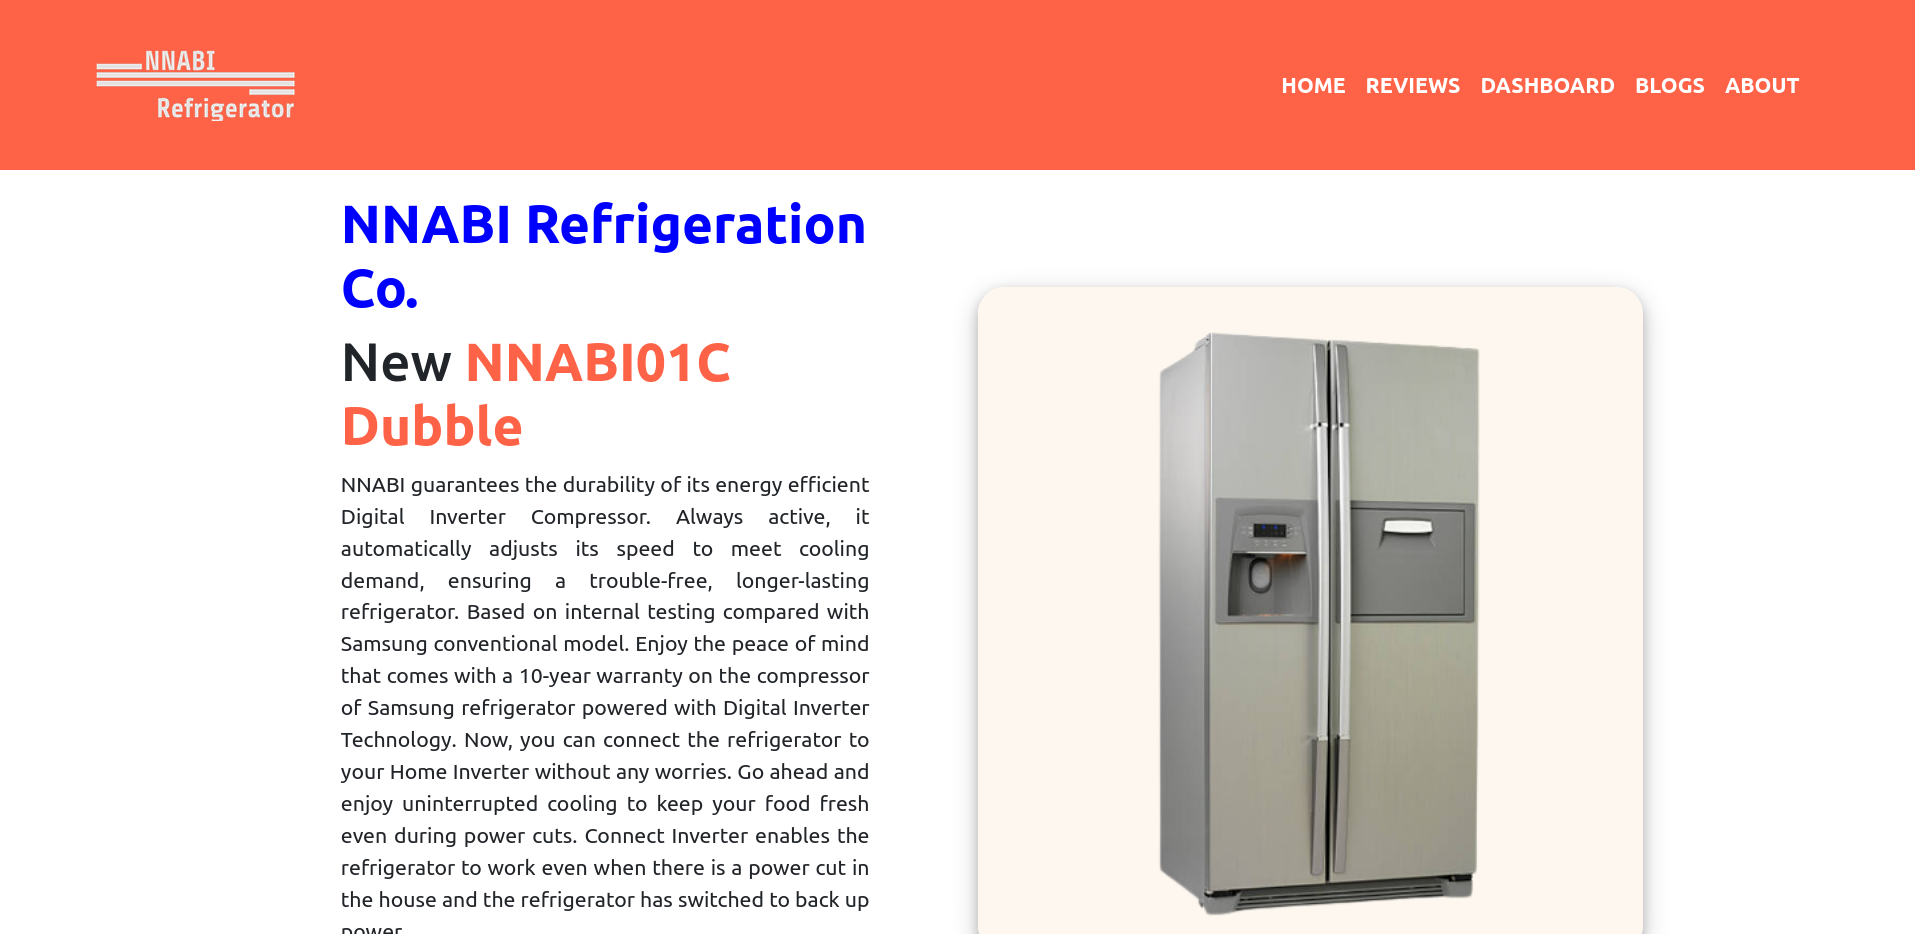 NNABI
Refrigerator
HOME REVIEWS DASHBOARD BLOGS ABOUT
NNABI Refrigeration
Co.
New NNABI01C
Dubble
NNABI guarantees the durability of its energy efficient
Digital Inverter Compressor. Always active, it
automatically adjusts its speed to meet cooling
demand, ensuring a trouble-free, longer-lasting
refrigerator. Based on internal testing compared with
Samsung conventional model. Enjoy the peace of mind
that comes with a 10-year warranty on the compressor
of Samsung refrigerator powered with Digital Inverter
Technology. Now, you can connect the refrigerator to
your Home Inverter without any worries. Go ahead and
enjoy uninterrupted cooling to keep your food fresh
even during power cuts. Connect Inverter enables the
refrigerator to work even when there is a power cut in
the house and the refrigerator has switched to back up
power.